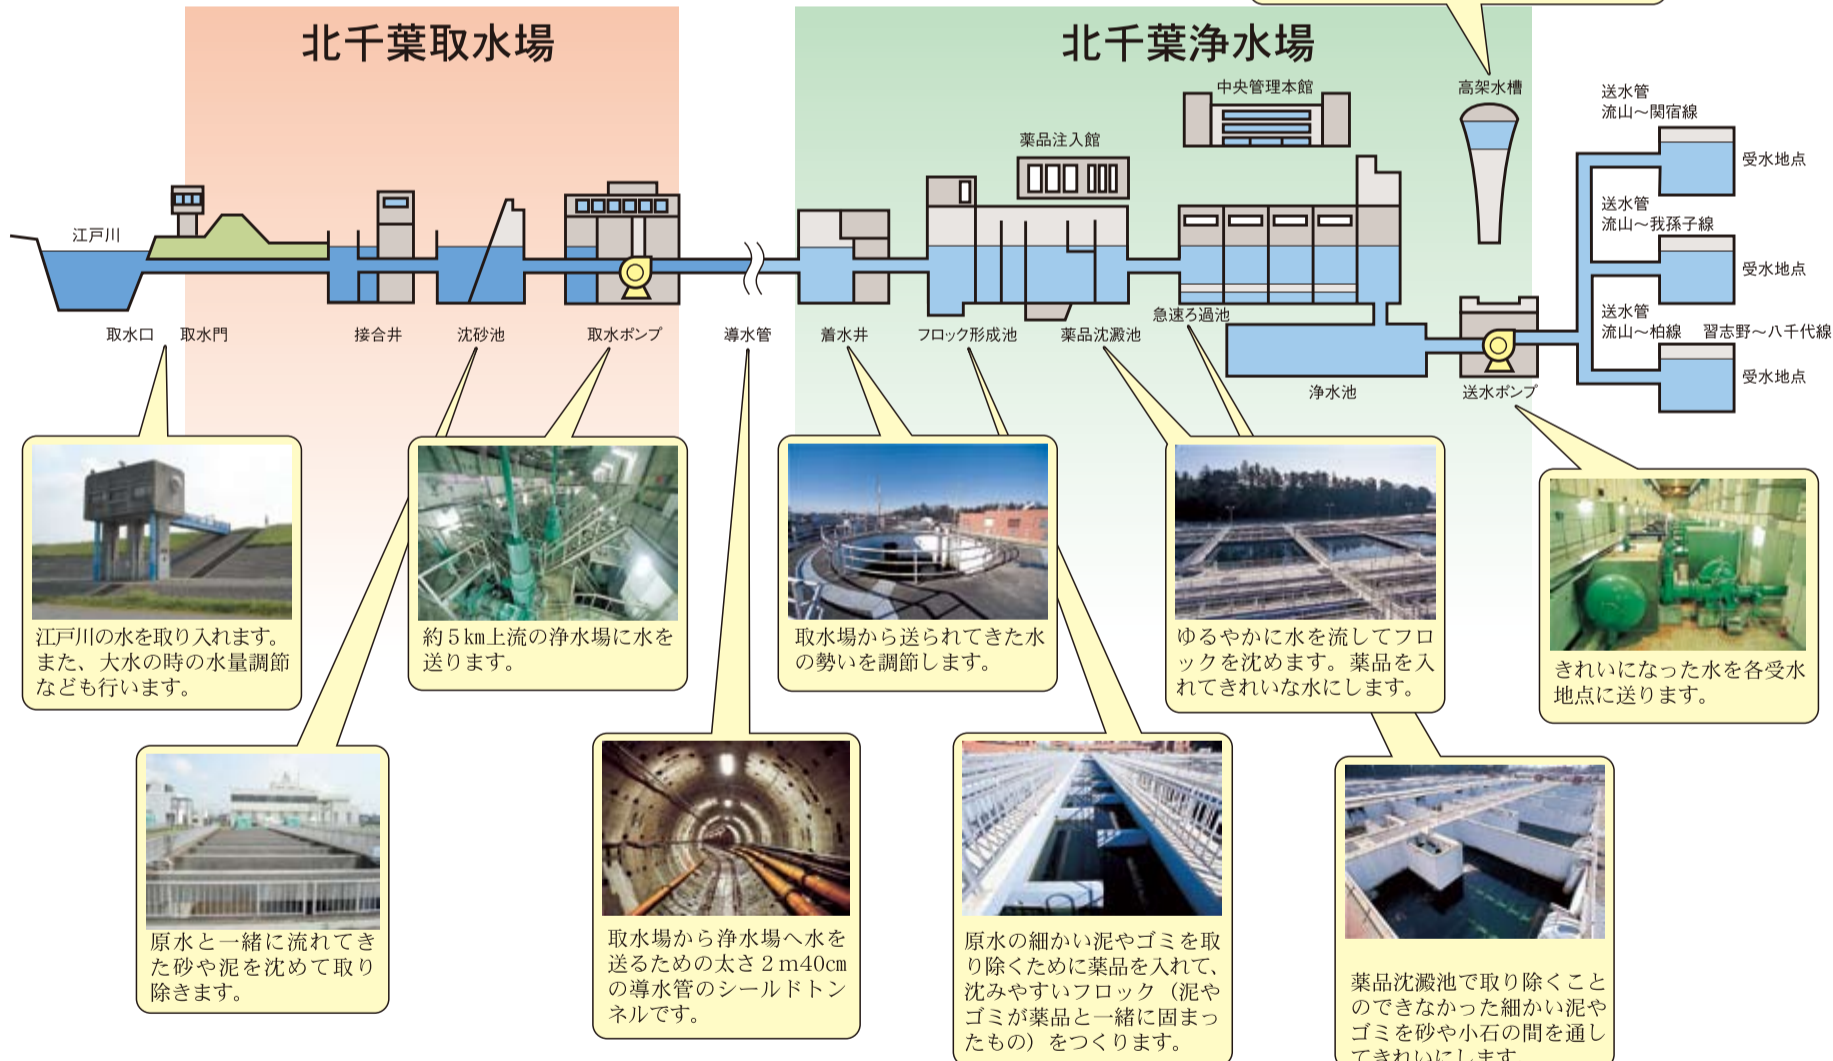 北千葉取水場
北千葉浄水場
中央管理本館
高架水槽
薬品注入館
送水管
流山～関宿線
受水地点
送水管
流山～我孫子線
受水地点
送水管
流山～柏線　習志野～八千代線
受水地点
江戸川
取水口
取水門
接合井
沈砂池
取水ポンプ
導水管
着水井
フロック形成池
薬品沈澱池
急速ろ過池
浄水池
送水ポンプ
江戸川の水を取り入れます。
また、大水の時の水量調節
なども行います。
約5㎞上流の浄水場に水を
送ります。
取水場から送られてきた水
の勢いを調節します。
ゆるやかに水を流してフロ
ックを沈めます。薬品を入
れてきれいな水にします。
きれいになった水を各受水
地点に送ります。
原水と一緒に流れてき
た砂や泥を沈めて取り
除きます。
取水場から浄水場へ水を
送るための太さ2m40㎝
の導水管のシールドトン
ネルです。
原水の細かい泥やゴミを取
り除くために薬品を入れて、
沈みやすいフロック（泥や
ゴミが薬品と一緒に固まっ
たもの）をつくります。
薬品沈澱池で取り除くこと
のできなかった細かい泥や
ゴミを砂や小石の間を通し
てきれいにします